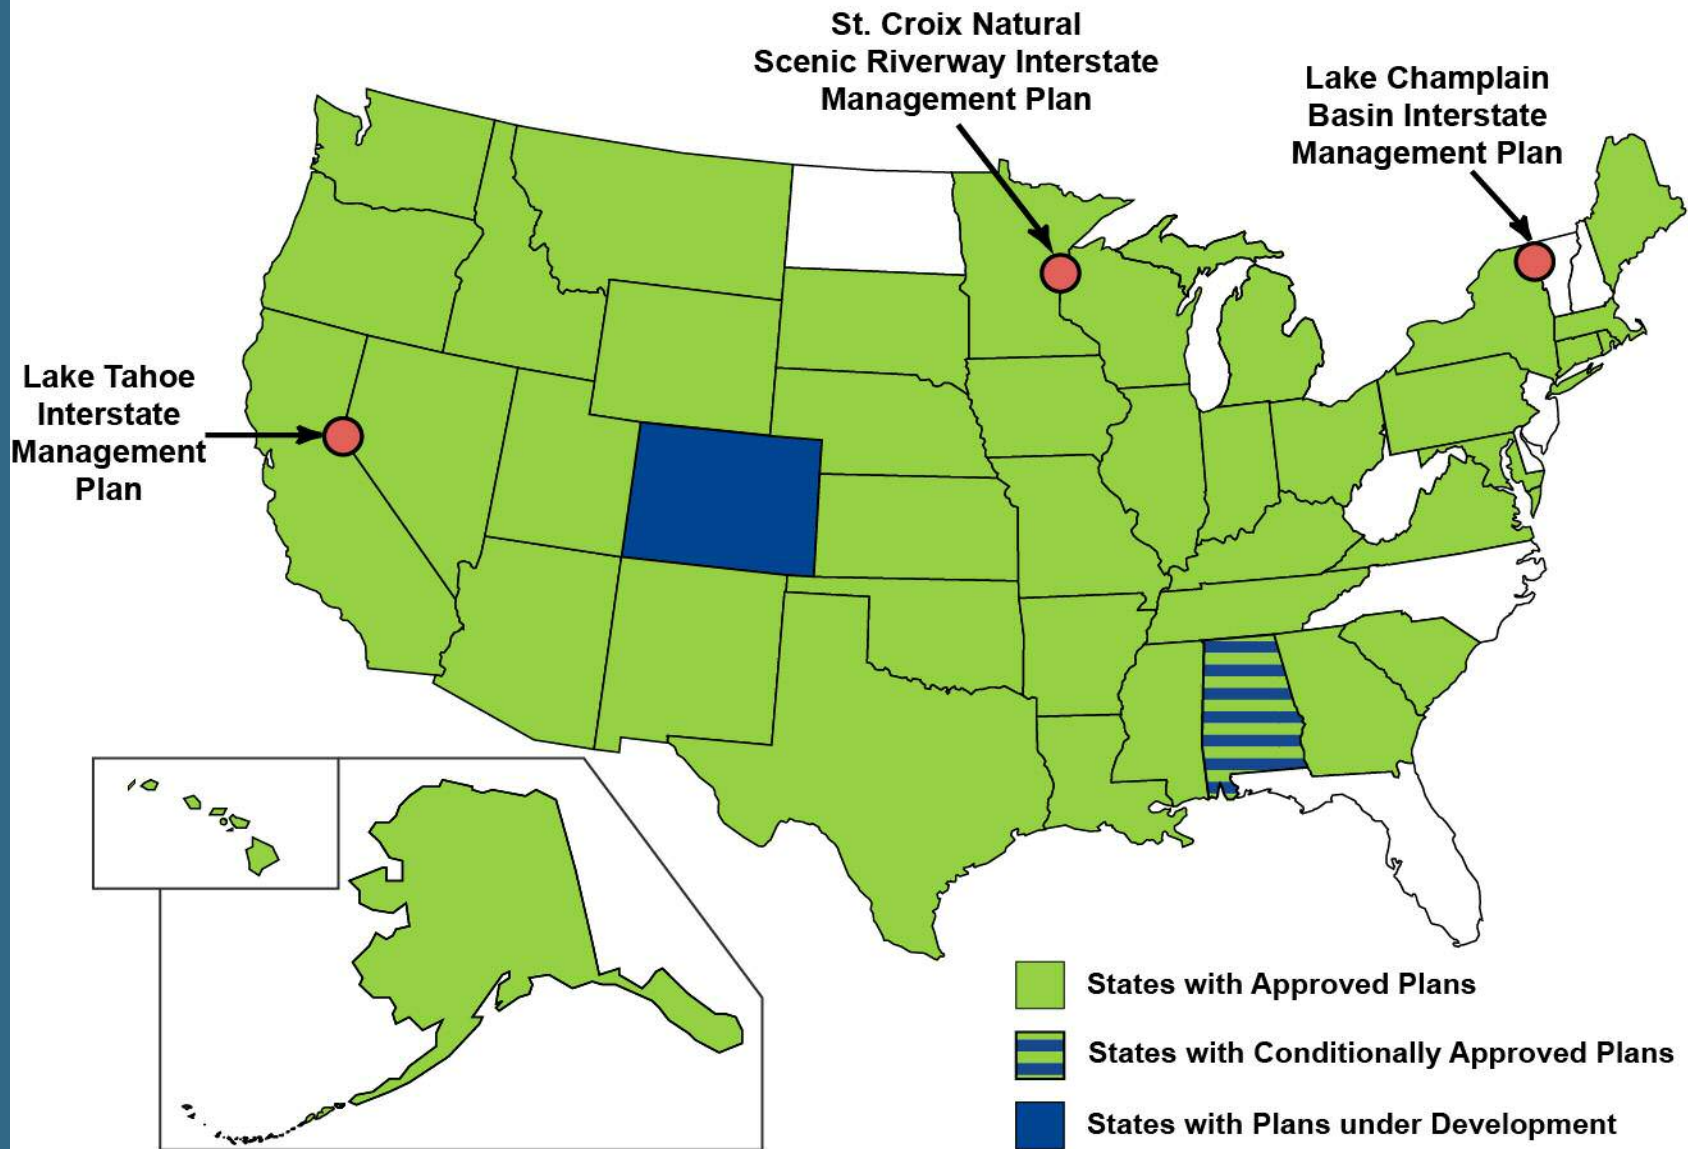 St. Croix Natural
Scenic Riverway Interstate
Management Plan
Lake Champlain
Basin Interstate
Management Plan
Lake Tahoe
Interstate
Management
Plan
States with Approved Plans
States with Conditionally Approved Plans
States with Plans under Development